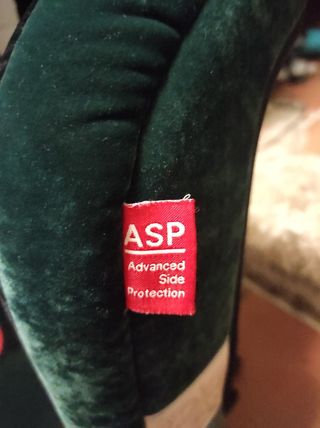 ASP
Advanced
Side
Protection